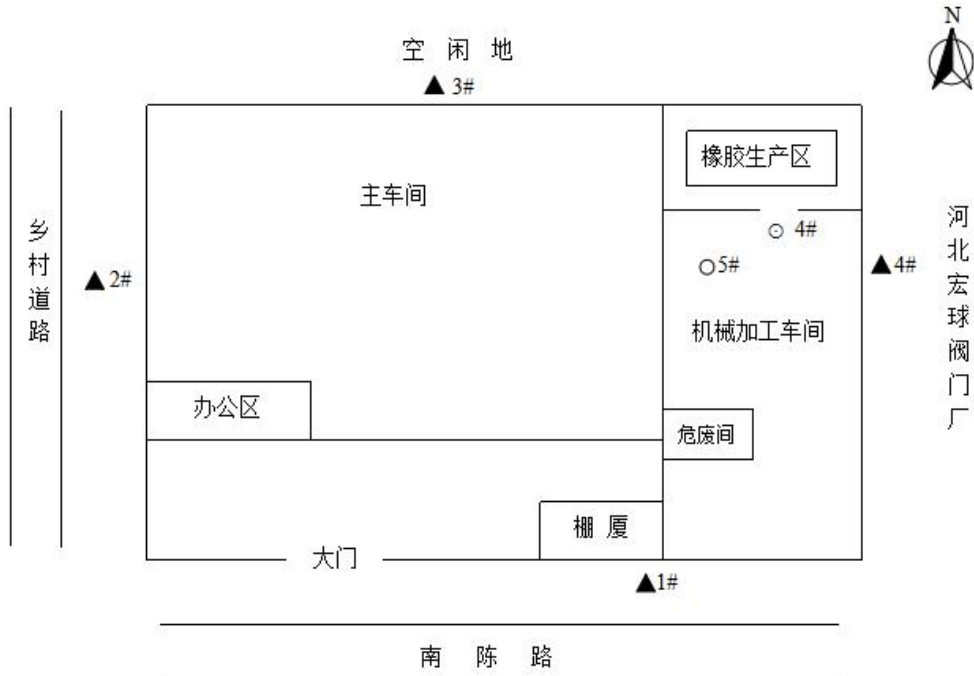 N
空 闲 地
▲ 3#
橡胶生产区
主车间
乡村道路
▲ 2#
⊙ 4#
○5#
▲4#
河北宏球阀门厂
机械加工车间
办公区
危废间
棚 厦
大门
▲1#
南 陈 路